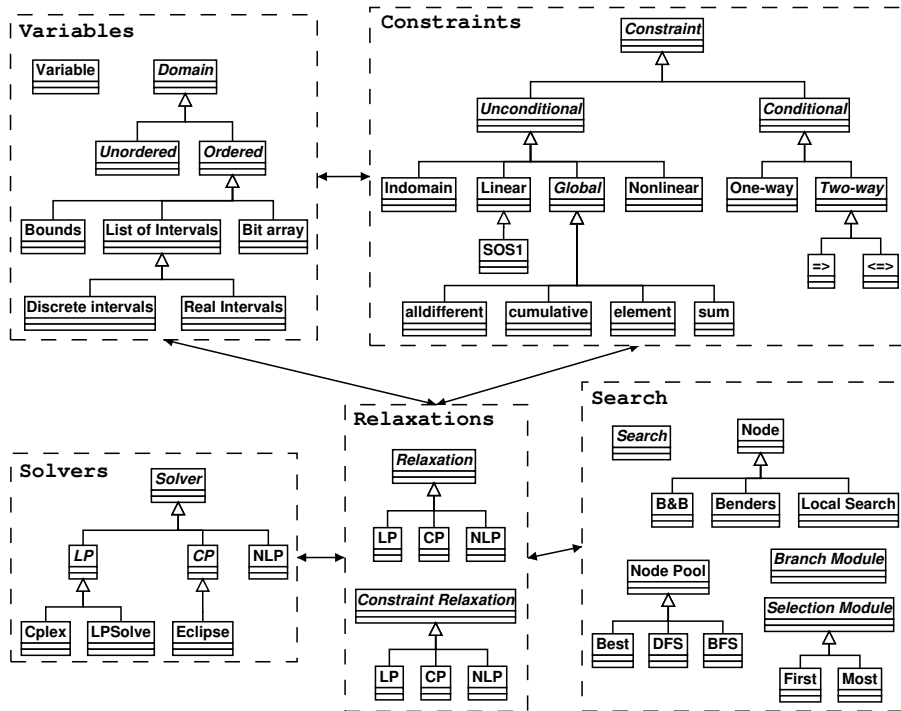 Variables
Variable
Domain
Unordered
Ordered
Bounds
List of Intervals
Bit array
Discrete intervals
Real Intervals
Constraints
Constraint
Unconditional
Conditional
Indomain
Linear
Global
Nonlinear
One-way
Two-way
SOS1
=>
<=>
alldifferent
cumulative
element
sum
Solvers
Solver
LP
CP
NLP
Cplex
LPSolve
Eclipse
Relaxations
Relaxation
LP
CP
NLP
Constraint Relaxation
LP
CP
NLP
Search
Search
Node
B&B
Benders
Local Search
Node Pool
Best
DFS
BFS
Branch Module
Selection Module
First
Most